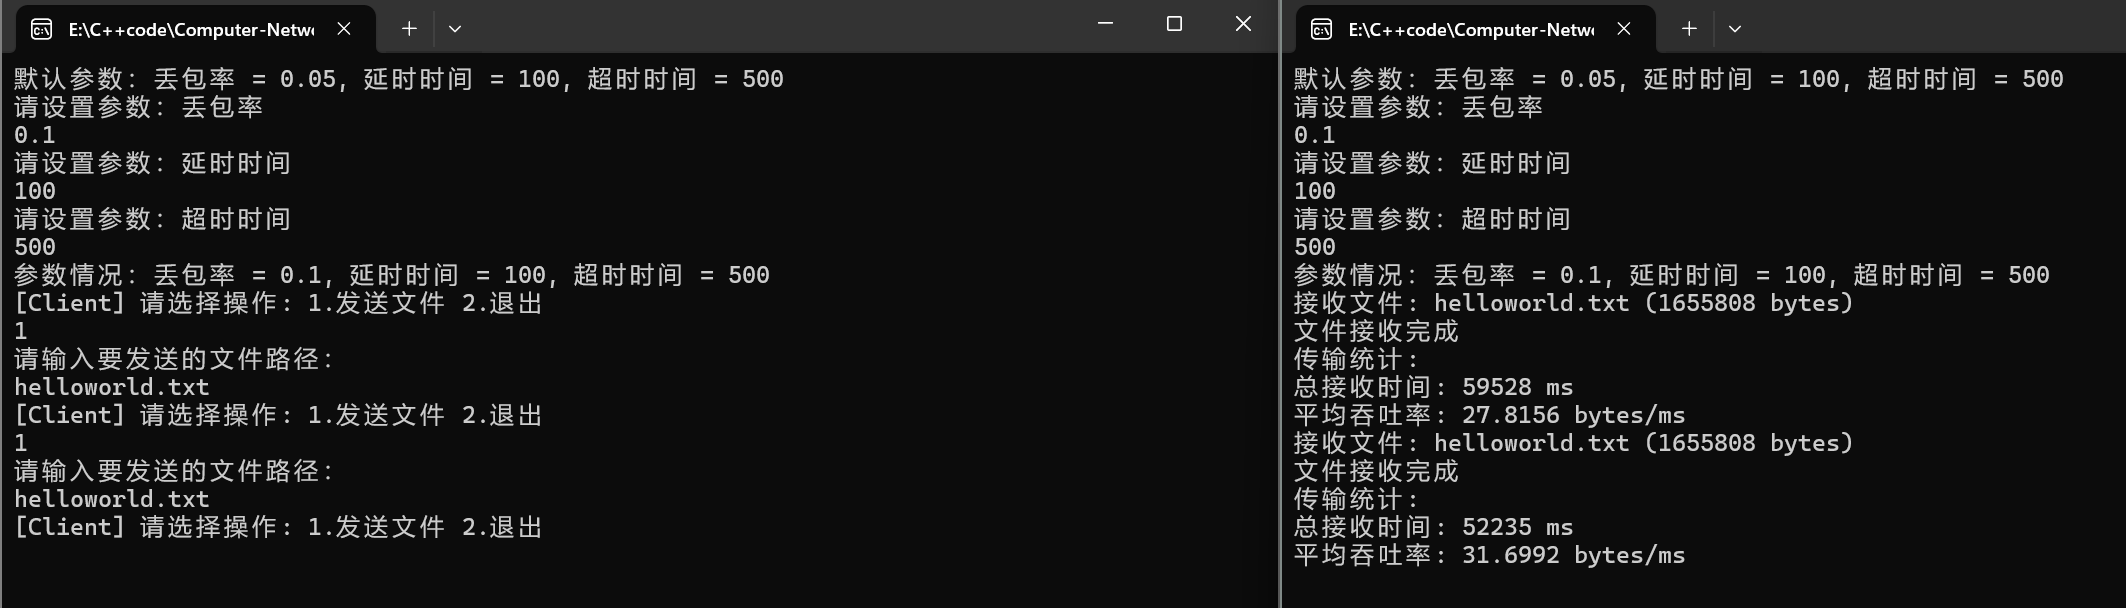 E:\C++code\Computer-Netw
默认参数: 丢包率 = 0.05, 延时时间 = 100, 超时时间 = 500
请设置参数: 丢包率
0.1
请设置参数: 延时时间
100
请设置参数: 超时时间
500
参数情况: 丢包率 = 0.1, 延时时间 = 100, 超时时间 = 500
[Client] 请选择操作: 1.发送文件 2.退出
1
请输入要发送的文件路径:
helloworld.txt
[Client] 请选择操作: 1.发送文件 2.退出
1
请输入要发送的文件路径:
helloworld.txt
[Client] 请选择操作: 1.发送文件 2.退出
E:\C++code\Computer-Netw
默认参数: 丢包率 = 0.05, 延时时间 = 100, 超时时间 = 500
请设置参数: 丢包率
0.1
请设置参数: 延时时间
100
请设置参数: 超时时间
500
参数情况: 丢包率 = 0.1, 延时时间 = 100, 超时时间 = 500
接收文件: helloworld.txt (1655808 bytes)
文件接收完成
传输统计:
总接收时间: 59528 ms
平均吞吐率: 27.8156 bytes/ms
接收文件: helloworld.txt (1655808 bytes)
文件接收完成
传输统计:
总接收时间: 52235 ms
平均吞吐率: 31.6992 bytes/ms